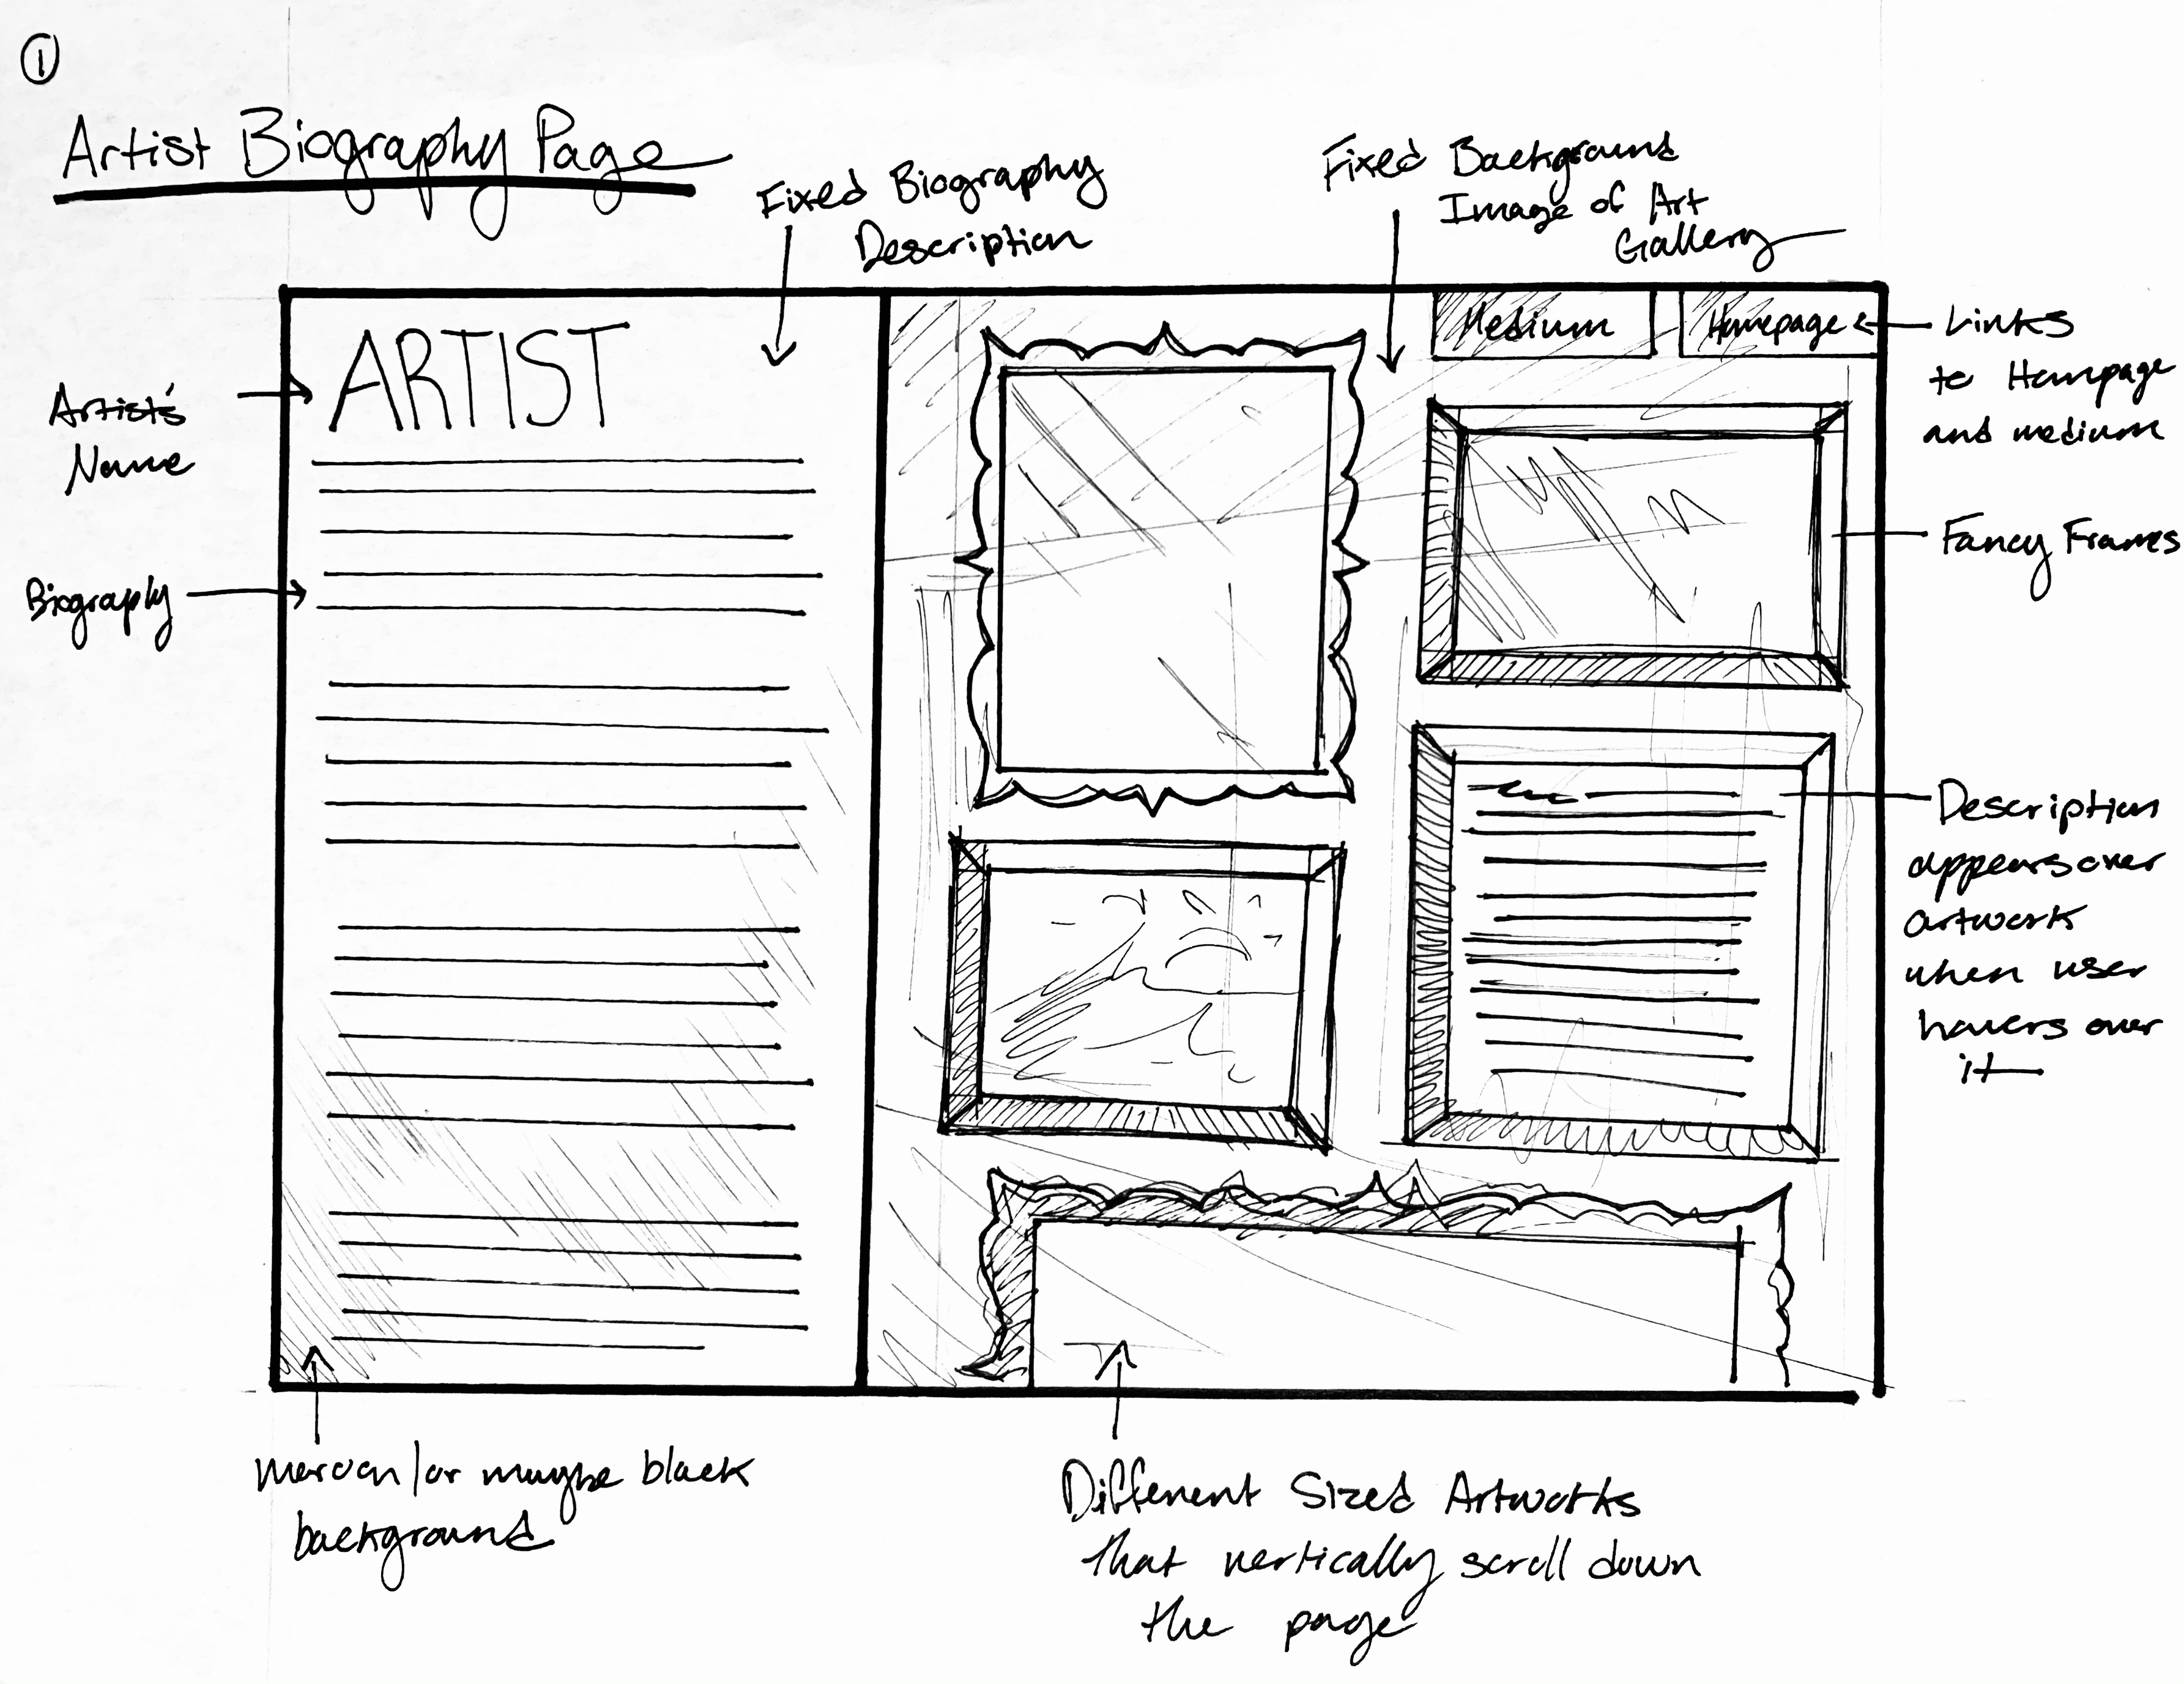 1
Artist Biography Page
Fixed Biography
Description
Fixed Background
Image of Art
Gallery
Medium
Homepage
Links
to Hompage
and medium
ARTIST
Artist's
Name
Fancy Frames
Biography
Description
appears over
artwork
when user
hovers over
it
maroon/or maybe black
background
Different Sized Artworks
that vertically scroll down
the page